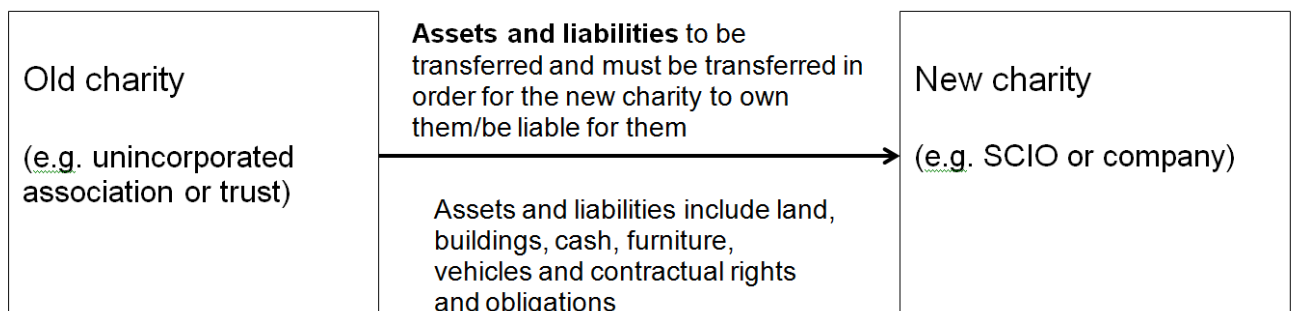 Old charity
(e.g. unincorporated
association or trust)
Assets and liabilities to be
transferred and must be transferred in
order for the new charity to own
them/be liable for them
Assets and liabilities include land,
buildings, cash, furniture,
vehicles and contractual rights
and obligations
New charity
(e.g. SCIO or company)